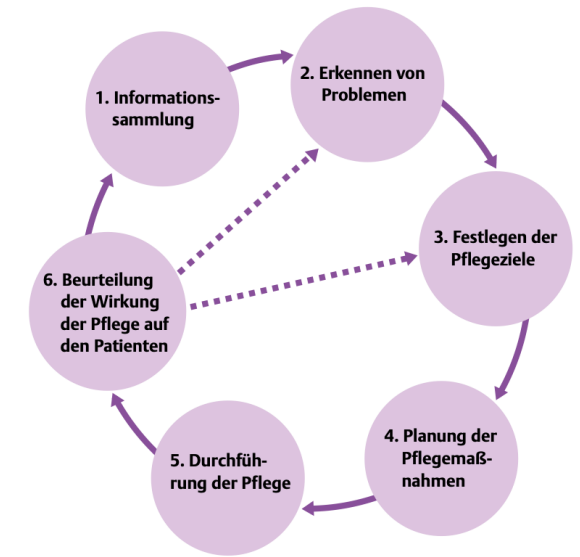 1. Informations-
sammlung
2. Erkennen von
Problemen
3. Festlegen der
Pflegeziele
4. Planung der
Pflegemaß-
nahmen
5. Durchfüh-
rung der Pflege
6. Beurteilung
der Wirkung
der Pflege auf
den Patienten